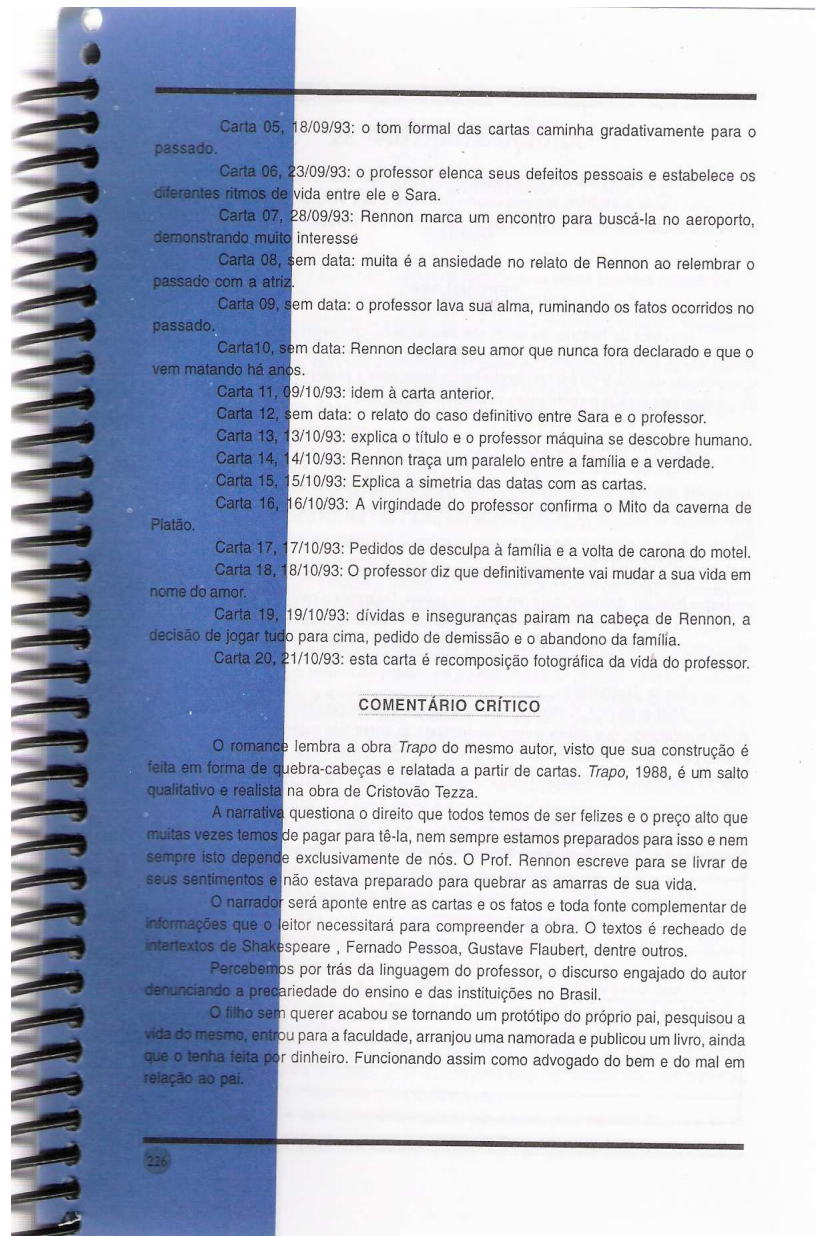 Carta 05, 18/09/93: o tom formal das cartas caminha gradativamente para o
passado.
Carta 06, 23/09/93: o professor elenca seus defeitos pessoais e estabelece os
diferentes ritmos de vida entre ele e Sara.
Carta 07, 28/09/93: Rennon marca um encontro para buscá-la no aeroporto,
demonstrando muito interesse
Carta 08, sem data: muita é a ansiedade no relato de Rennon ao relembrar o
passado com a atriz.
Carta 09, sem data: o professor lava sua alma, ruminando os fatos ocorridos no
passado.
Carta10, sem data: Rennon declara seu amor que nunca fora declarado e que o
vem matando há anos.
Carta 11, 09/10/93: idem à carta anterior.
Carta 12, sem data: o relato do caso definitivo entre Sara e o professor.
Carta 13, 13/10/93: explica o título e o professor máquina se descobre humano.
Carta 14, 14/10/93: Rennon traça um paralelo entre a família e a verdade.
Carta 15, 15/10/93: Explica a simetria das datas com as cartas.
Carta 16, 16/10/93: A virgindade do professor confirma o Mito da caverna de
Platão.
Carta 17, 17/10/93: Pedidos de desculpa à família e a volta de carona do motel.
Carta 18, 18/10/93: O professor diz que definitivamente vai mudar a sua vida em
nome do amor.
Carta 19, 19/10/93: dívidas e inseguranças pairam na cabeça de Rennon, a
decisão de jogar tudo para cima, pedido de demissão e o abandono da família.
Carta 20, 21/10/93: esta carta é recomposição fotográfica da vida do professor.
COMENTÁRIO CRÍTICO
O romance lembra a obra Trapo do mesmo autor, visto que sua construção é
feita em forma de quebra-cabeças e relatada a partir de cartas. Trapo, 1988, é um salto
qualitativo e realista na obra de Cristovão Tezza.
A narrativa questiona o direito que todos temos de ser felizes e o preço alto que
muitas vezes temos de pagar para tê-la, nem sempre estamos preparados para isso e nem
sempre isto depende exclusivamente de nós. O Prof. Rennon escreve para se livrar de
seus sentimentos e não estava preparado para quebrar as amarras de sua vida.
O narrador será aponte entre as cartas e os fatos e toda fonte complementar de
informações que o leitor necessitará para compreender a obra. O textos é recheado de
intertextos de Shakespeare , Fernado Pessoa, Gustave Flaubert, dentre outros.
Percebemos por trás da linguagem do professor, o discurso engajado do autor
denunciando a precariedade do ensino e das instituições no Brasil.
O filho sem querer acabou se tornando um protótipo do próprio pai, pesquisou a
vida do mesmo, entrou para a faculdade, arranjou uma namorada e publicou um livro, ainda
que o tenha feita por dinheiro. Funcionando assim como advogado do bem e do mal em
relação ao pai.
226